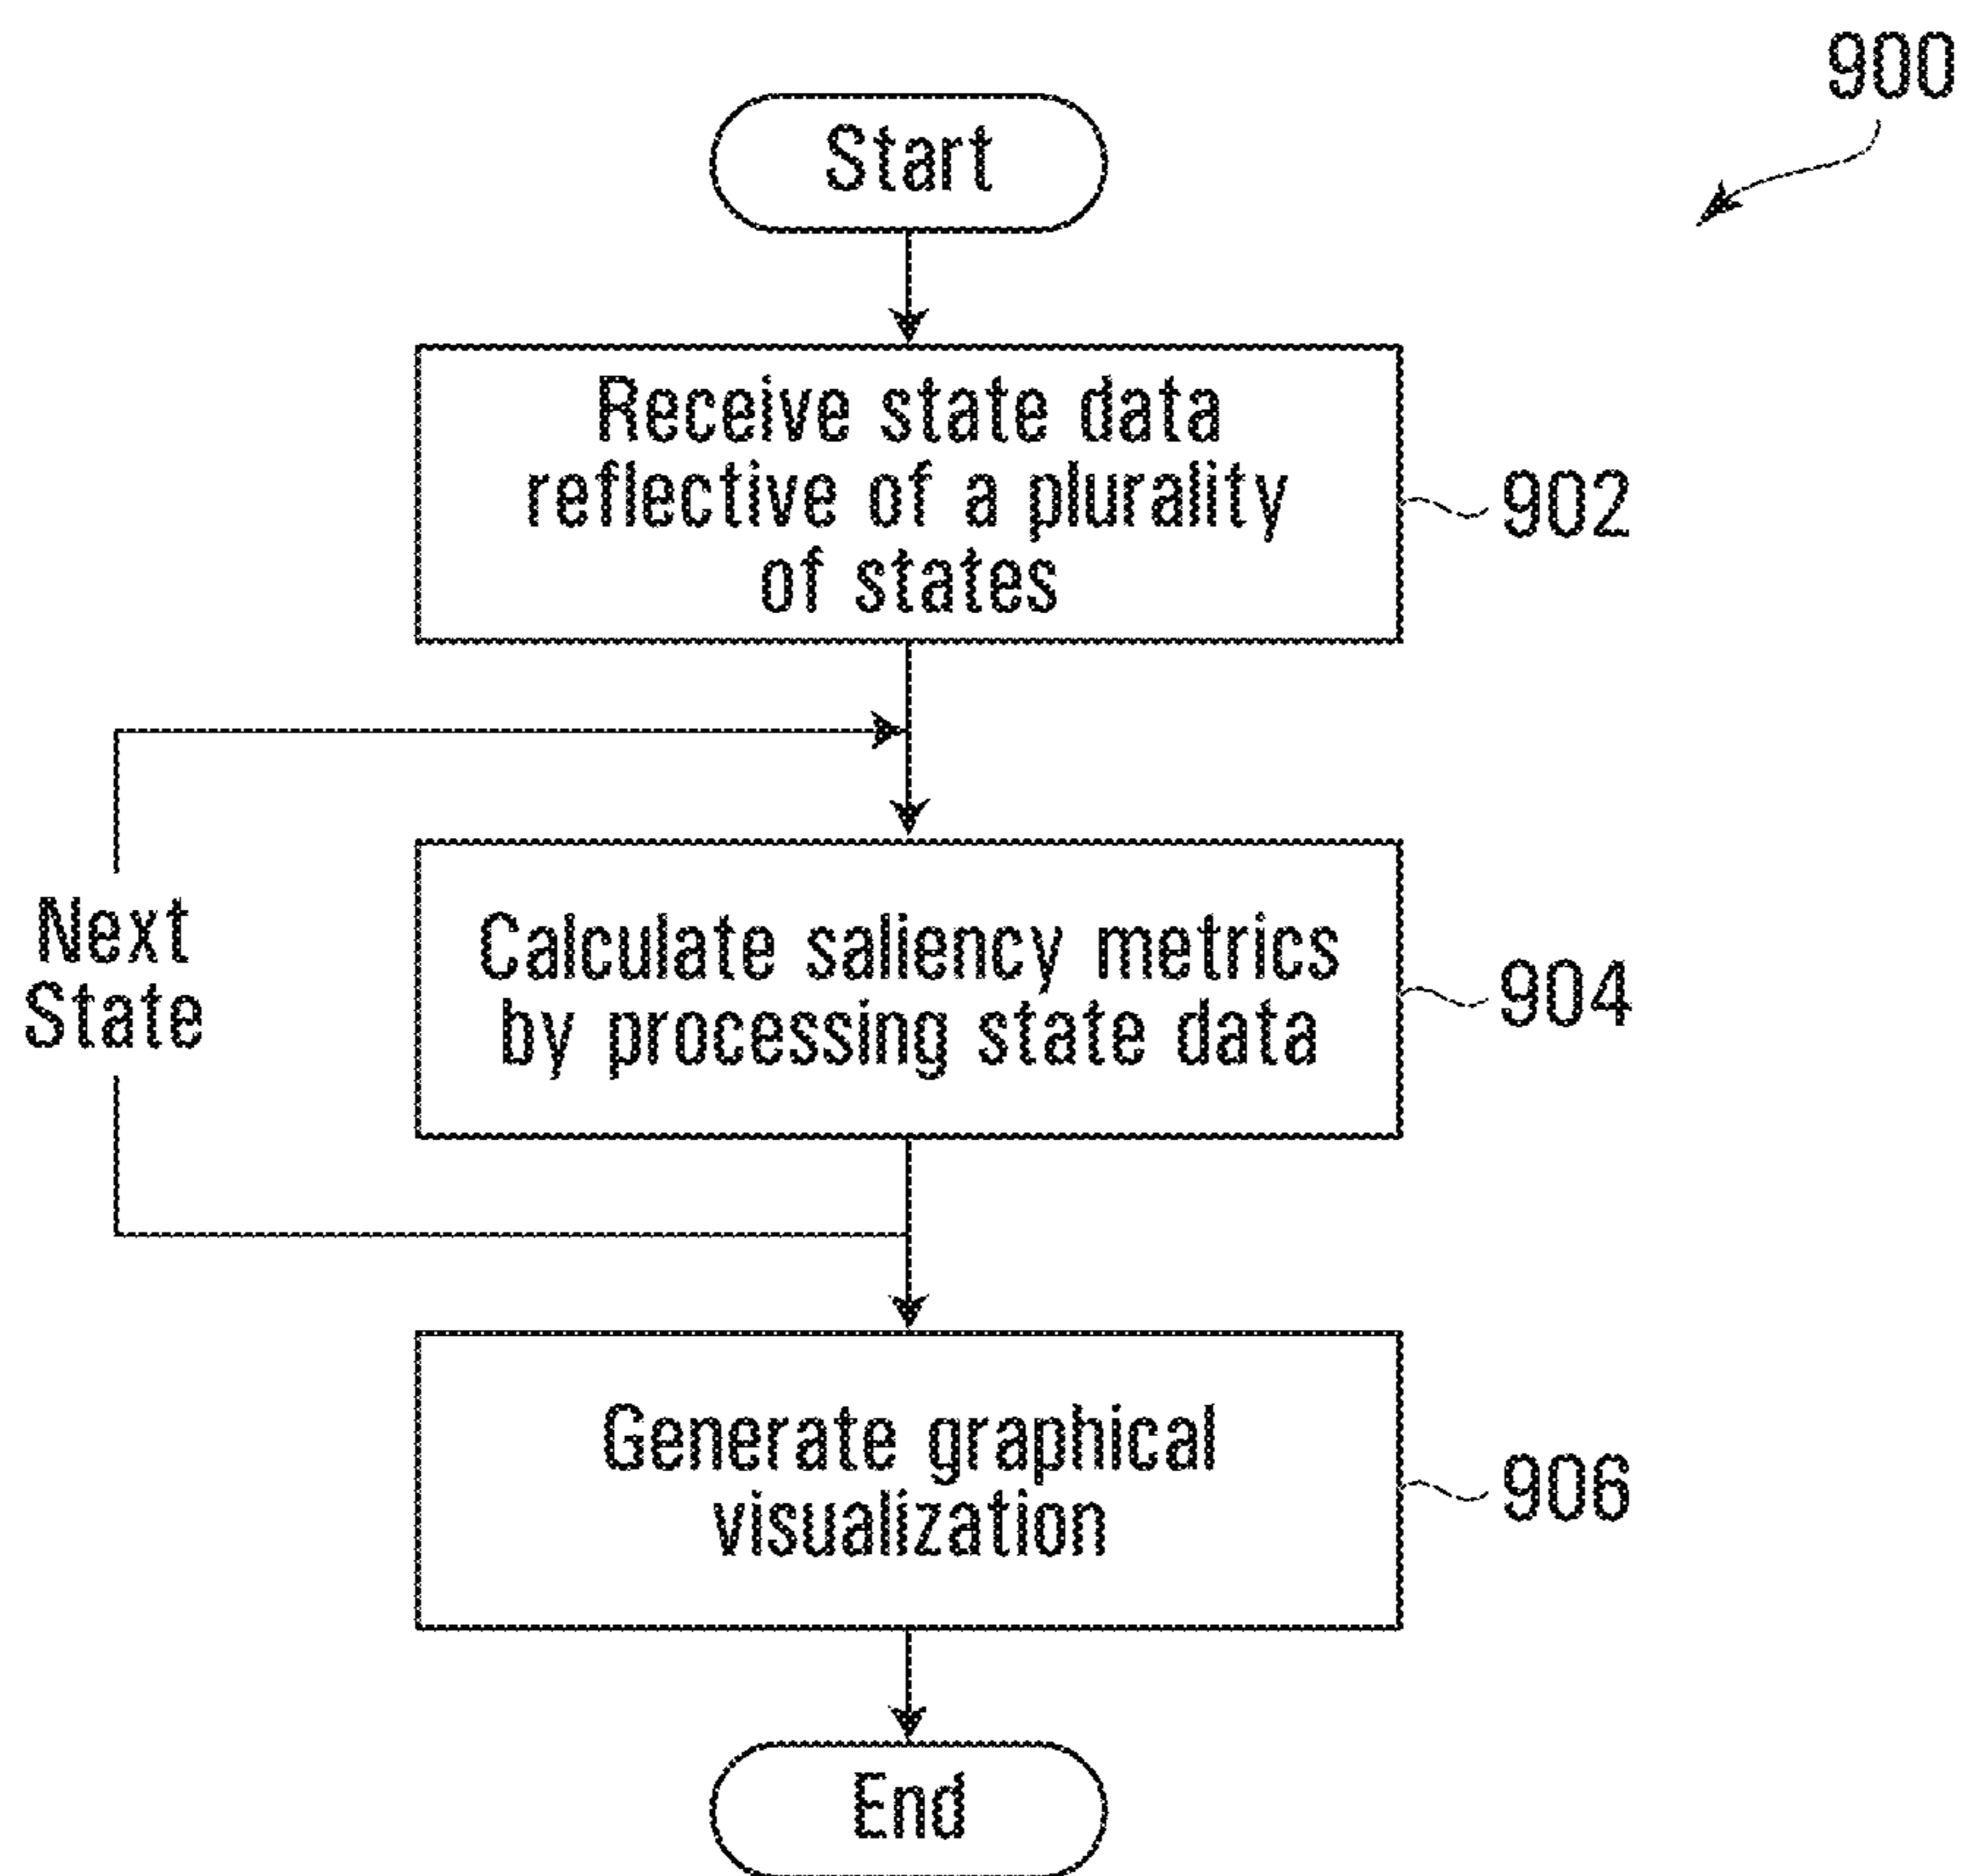 900
Start
Receive state data
reflective of a plurality
of states
902
Next
State
Calculate saliency metrics
by processing state data
904
Generate graphical
visualization
906
End